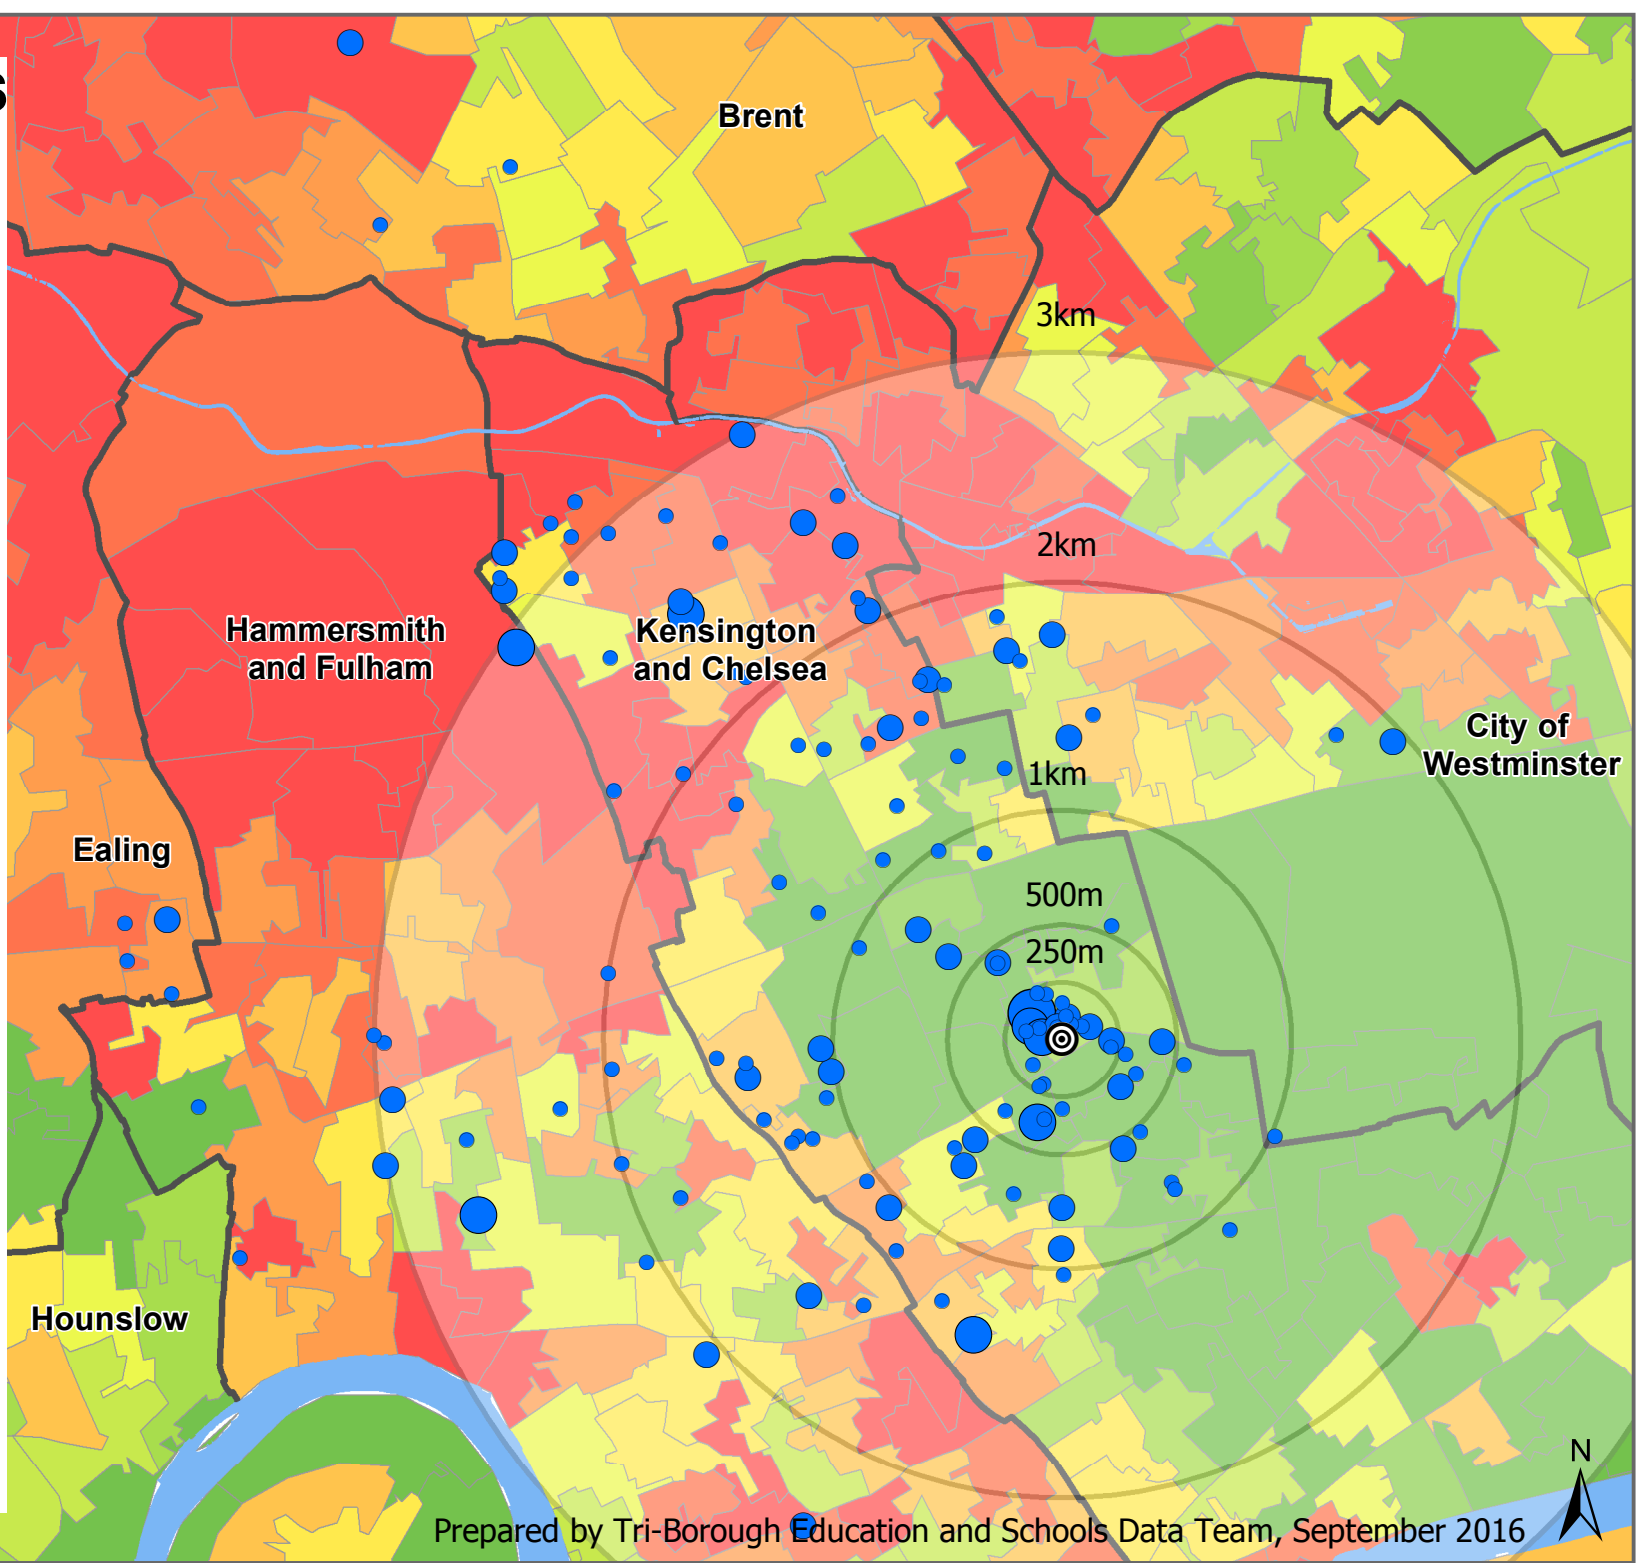 s
Brent
3km
2km
Hammersmith
and Fulham
Kensington
and Chelsea
City of
Westminster
1km
Ealing
500m
250m
Hounslow
N
Prepared by Tri-Borough Education and Schools Data Team, September 2016